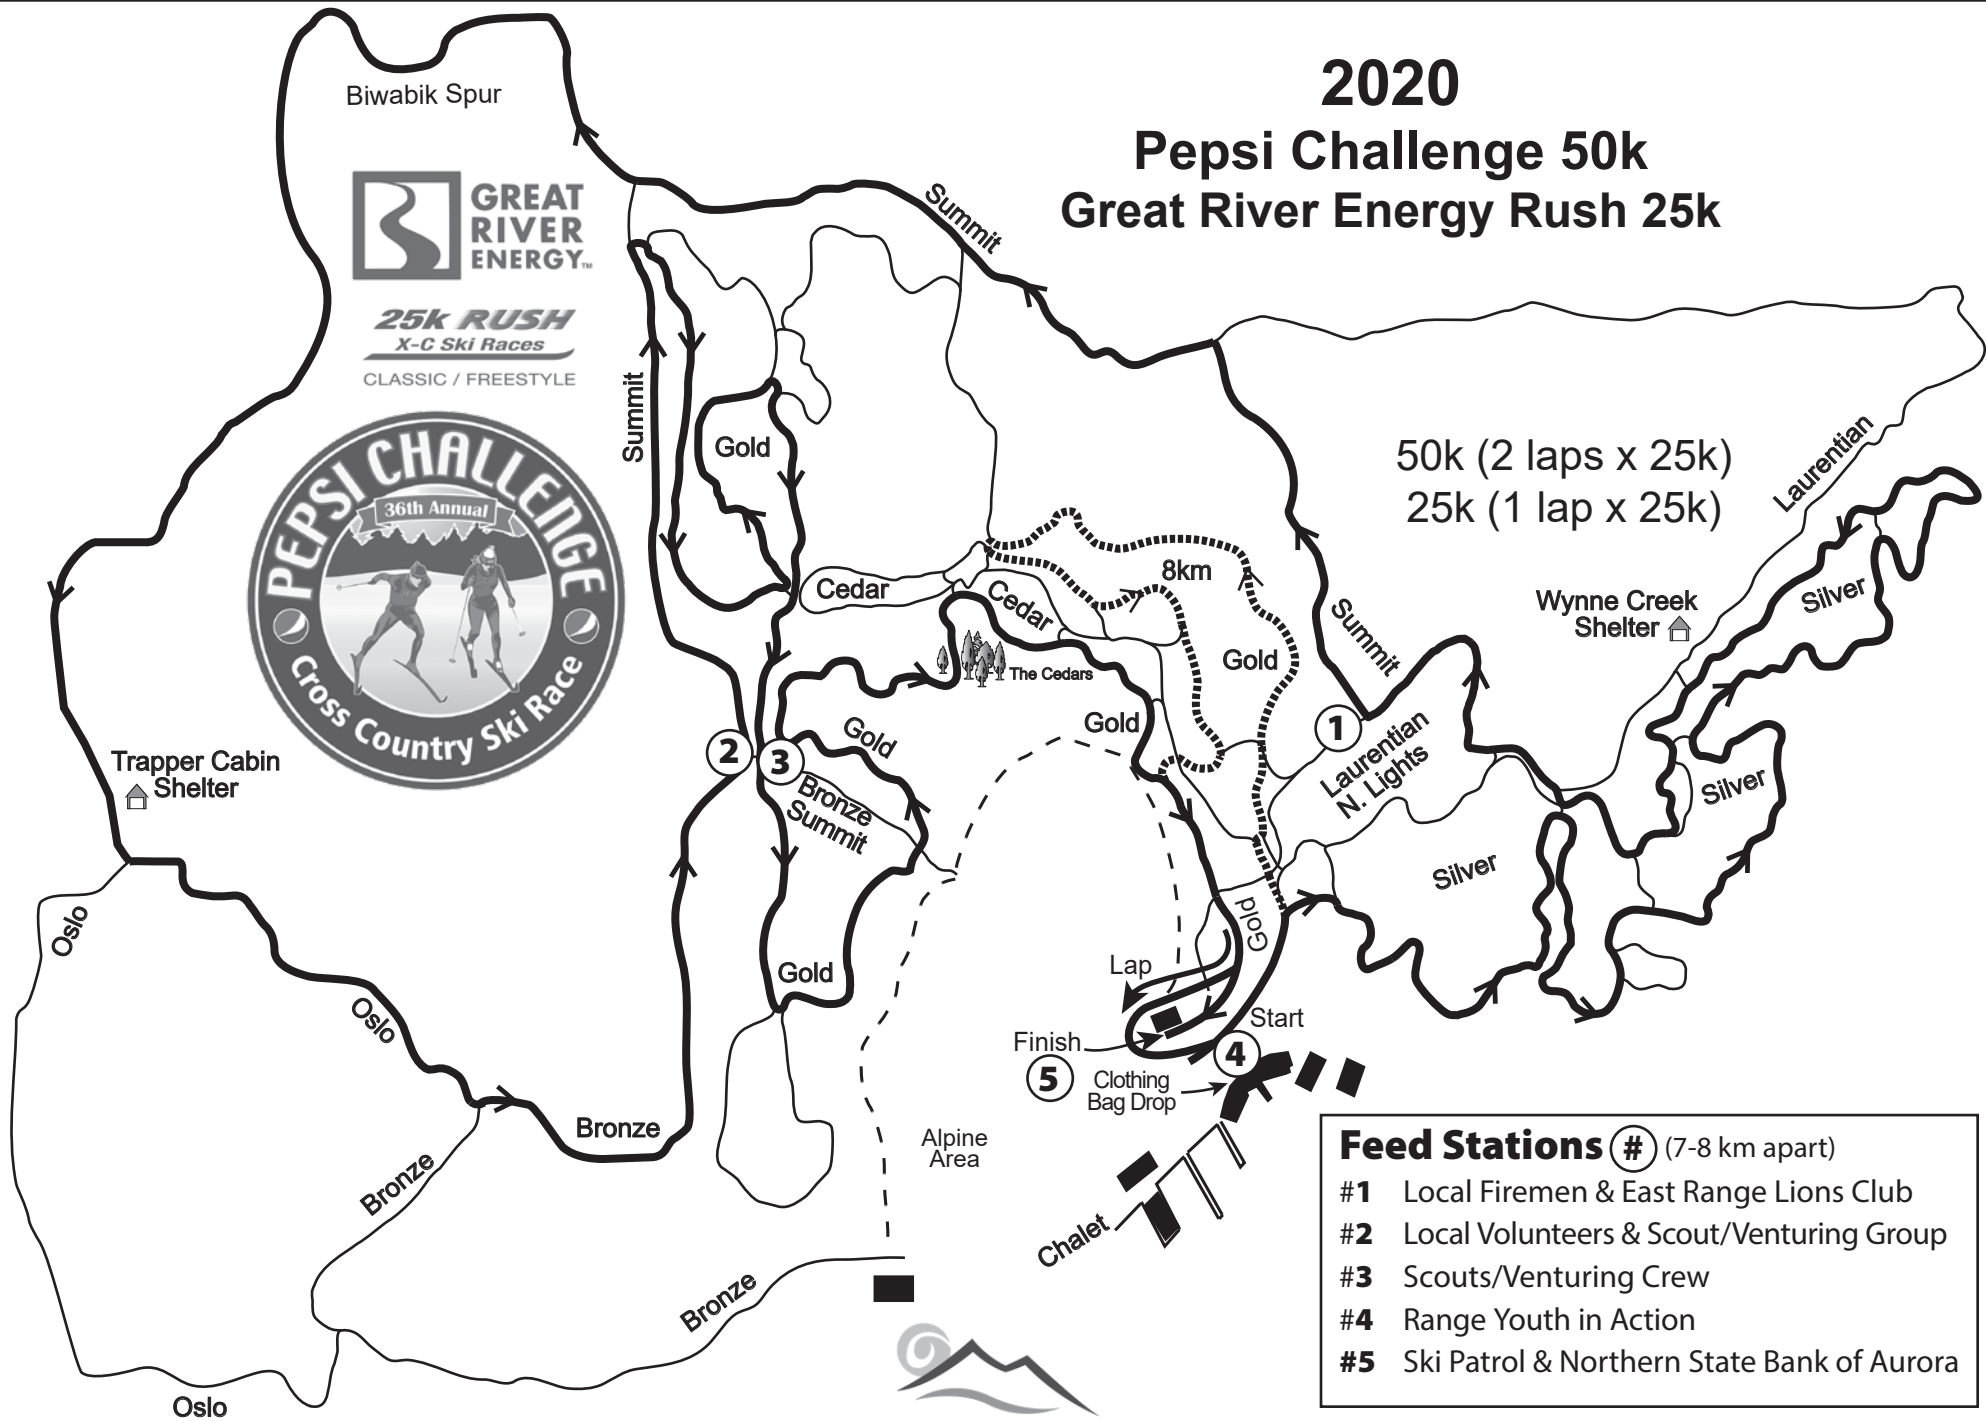 2020
Pepsi Challenge 50k
Great River Energy Rush 25k
Biwabik Spur
GREAT
RIVER
ENERGY™
25k RUSH
X-C Ski Races
CLASSIC / FREESTYLE
PEPSI CHALLENGE
36th Annual
Cross Country Ski Race
Summit
Summit
Gold
50k (2 laps x 25k)
25k (1 lap x 25k)
Laurentian
Cedar
Cedar
8km
Silver
Wynne Creek
Shelter
Summit
Gold
The Cedars
Gold
Gold
1
2
3
Laurentian
N. Lights
Silver
Trapper Cabin
Shelter
Bronze
Summit
Silver
Oslo
Gold
Gold
Lap
Oslo
Start
Finish
4
5
Clothing
Bag Drop
Bronze
Alpine
Area
Bronze
Chalet
Bronze
Oslo
Feed Stations # (7-8 km apart)
#1 Local Firemen & East Range Lions Club
#2 Local Volunteers & Scout/Venturing Group
#3 Scouts/Venturing Crew
#4 Range Youth in Action
#5 Ski Patrol & Northern State Bank of Aurora